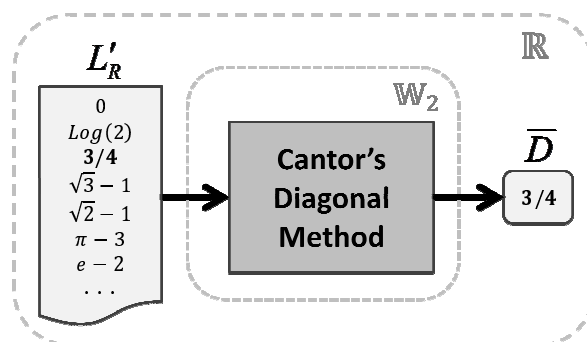 ℝ
L'_R
𝕎₂
0
Log(2)
3/4
√3 − 1
√2 − 1
π − 3
e − 2
...
Cantor's
Diagonal
Method
D̅
3/4